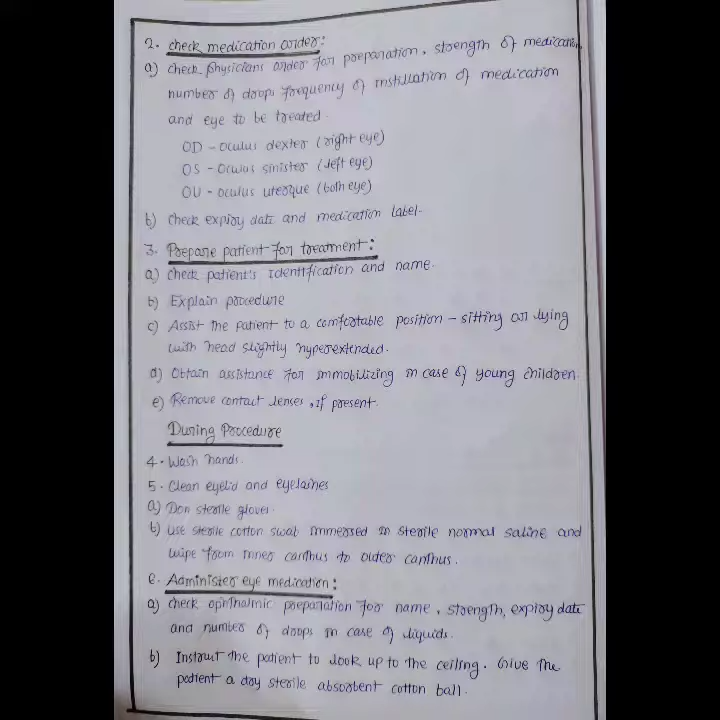 2. check medication order:
a) check physicians order for preparation, strength of medication
number of drops frequency of instillation of medication
and eye to be treated.
OD - oculus dexter (right eye)
OS - oculus sinister (left eye)
OU - oculus uterque (both eye)
b) check expiry date and medication label.
3. Prepare patient for treatment:
a) check patient's identification and name.
b) Explain procedure
c) Assist the patient to a comfortable position - sitting or lying
with head slightly hyperextended.
d) Obtain assistance for immobilizing in case of young children.
e) Remove contact lenses, if present.
During Procedure
4. Wash hands.
5. Clean eyelid and eyelashes
a) Don sterile gloves.
b) Use sterile cotton swab immersed in sterile normal saline and
wipe from inner canthus to outer canthus.
6. Administer eye medication:
a) check ophthalmic preparation for name, strength, expiry date
and number of drops in case of liquids.
b) Instruct the patient to look up to the ceiling. Give the
patient a dry sterile absorbent cotton ball.